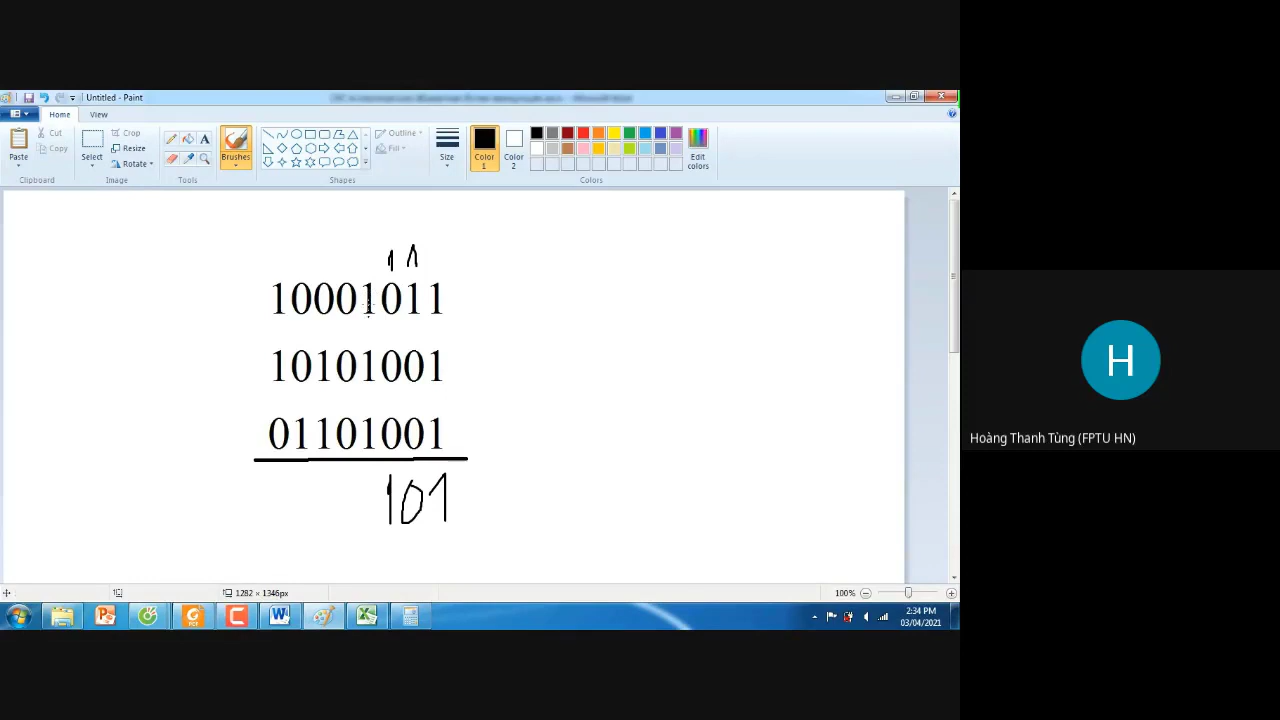 Untitled - Paint
Home
View
Paste
Cut
Copy
Clipboard
Select
Crop
Resize
Rotate
Image
A
Tools
Brushes
Outline
Fill
Shapes
Size
Color 1
Color 2
Edit colors
Colors
1 1
10001011
10101001
01101001
101
1282 × 1346px
100%
2:34 PM
03/04/2021
H
Hoàng Thanh Tùng (FPTU HN)